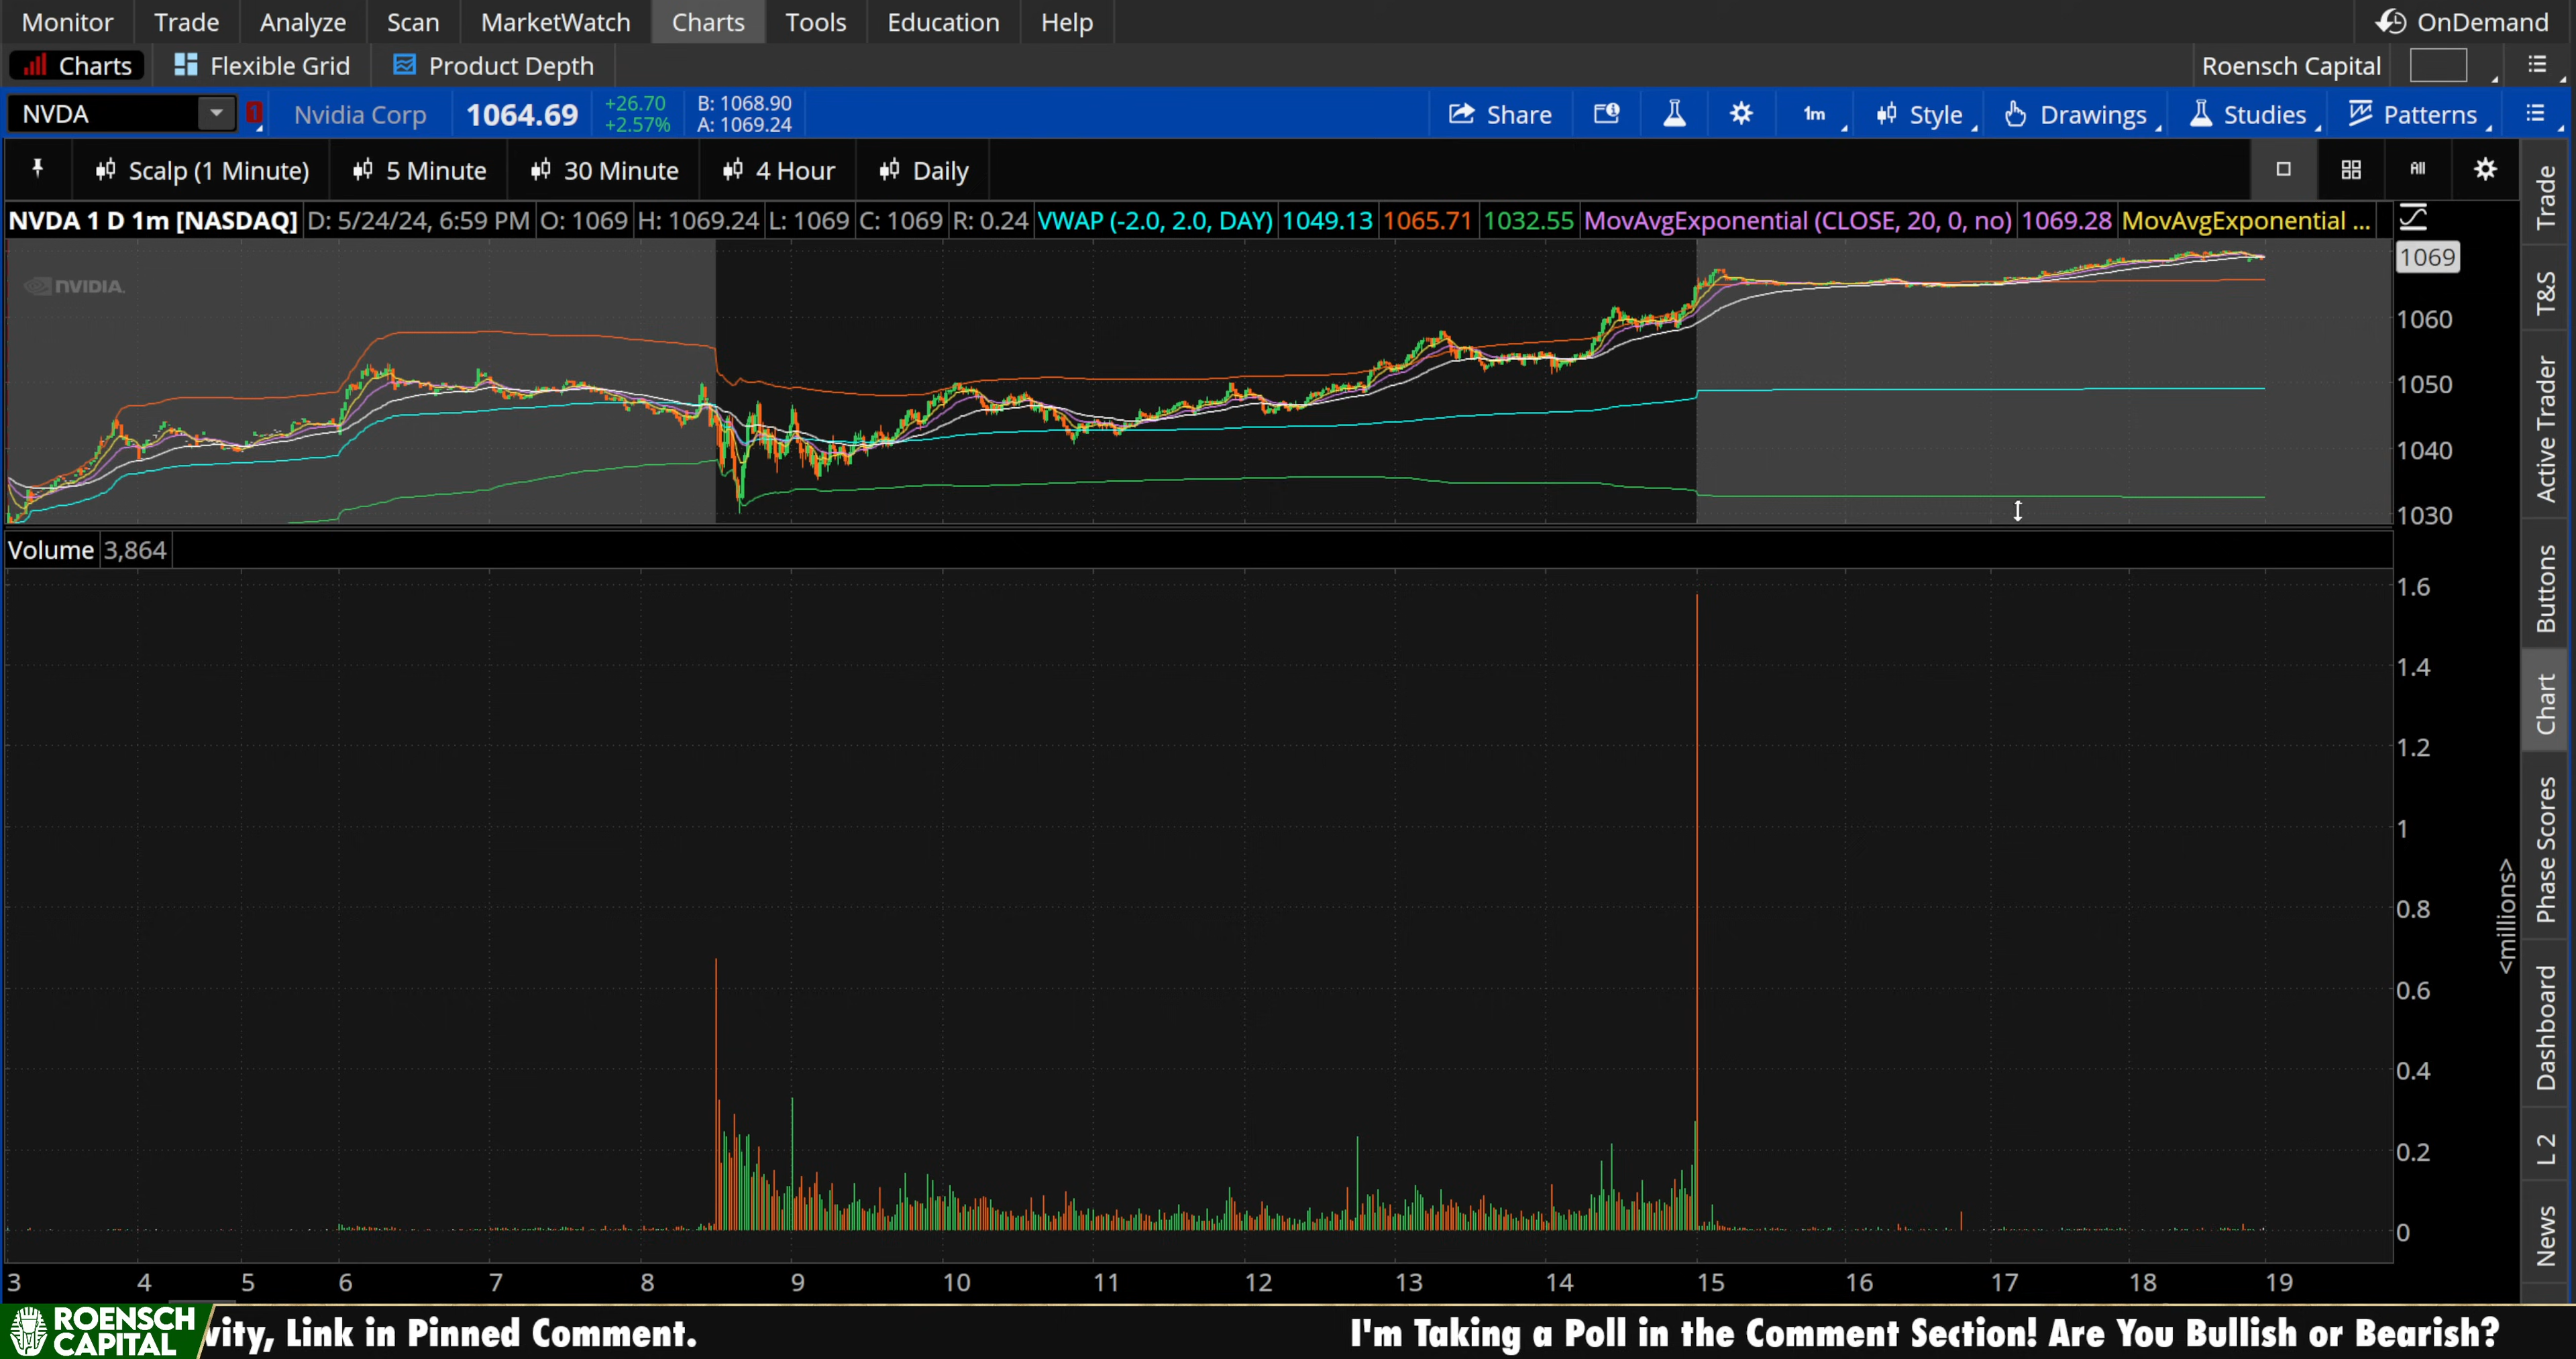 Monitor Trade Analyze Scan MarketWatch Charts Tools Education Help OnDemand
Charts Flexible Grid Product Depth Roensch Capital
NVDA 1 Nvidia Corp 1064.69 +26.70 +2.57% B: 1068.90 A: 1069.24 Share 1m Style Drawings Studies Patterns
Scalp (1 Minute) 5 Minute 30 Minute 4 Hour Daily All
NVDA 1 D 1m [NASDAQ] D: 5/24/24, 6:59 PM O: 1069 H: 1069.24 L: 1069 C: 1069 R: 0.24 VWAP (-2.0, 2.0, DAY) 1049.13 1065.71 1032.55 MovAvgExponential (CLOSE, 20, 0, no) 1069.28 MovAvgExponential ...
NVIDIA.
1069
1060
1050
1040
1030
Volume 3,864
1.6
1.4
1.2
1
0.8
0.6
0.4
0.2
0
<millions>
3 4 5 6 7 8 9 10 11 12 13 14 15 16 17 18 19
Trade
T&S
Active Trader
Buttons
Chart
Phase Scores
Dashboard
L 2
News
ROENSCH
CAPITAL
vity, Link in Pinned Comment. I'm Taking a Poll in the Comment Section! Are You Bullish or Bearish?